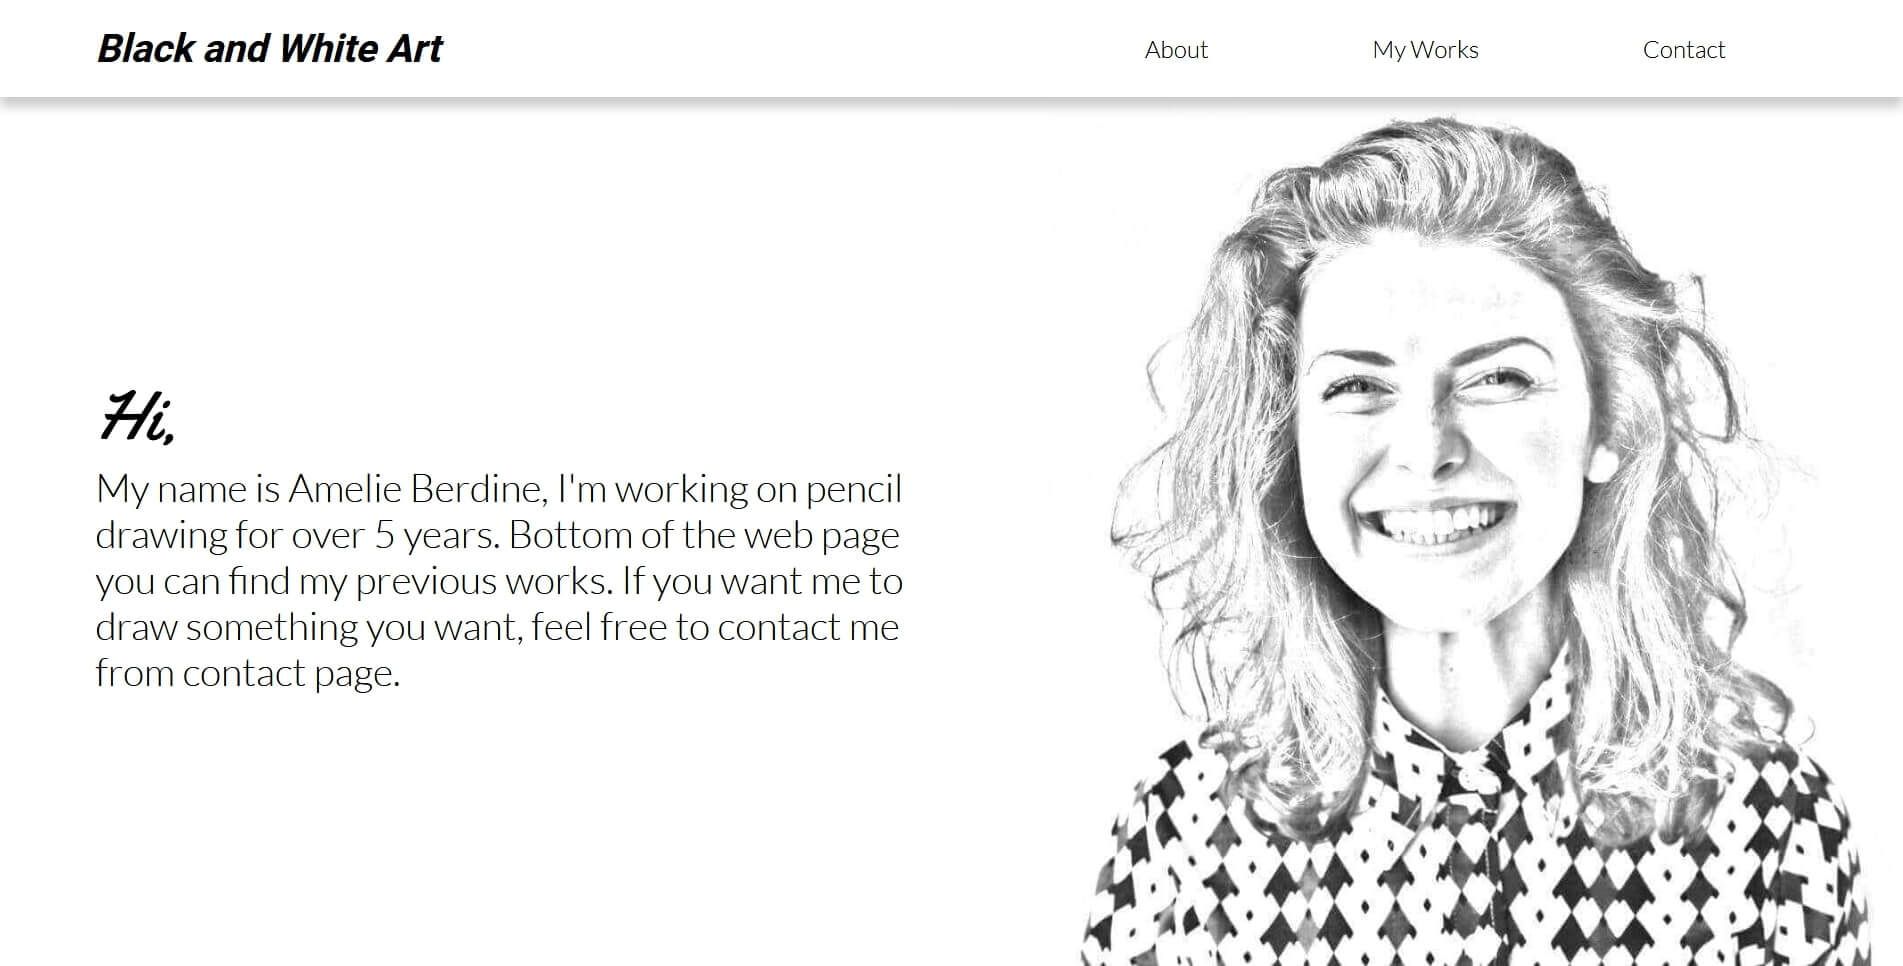 Black and White Art
About
My Works
Contact
Hi,
My name is Amelie Berdine, I'm working on pencil
drawing for over 5 years. Bottom of the web page
you can find my previous works. If you want me to
draw something you want, feel free to contact me
from contact page.